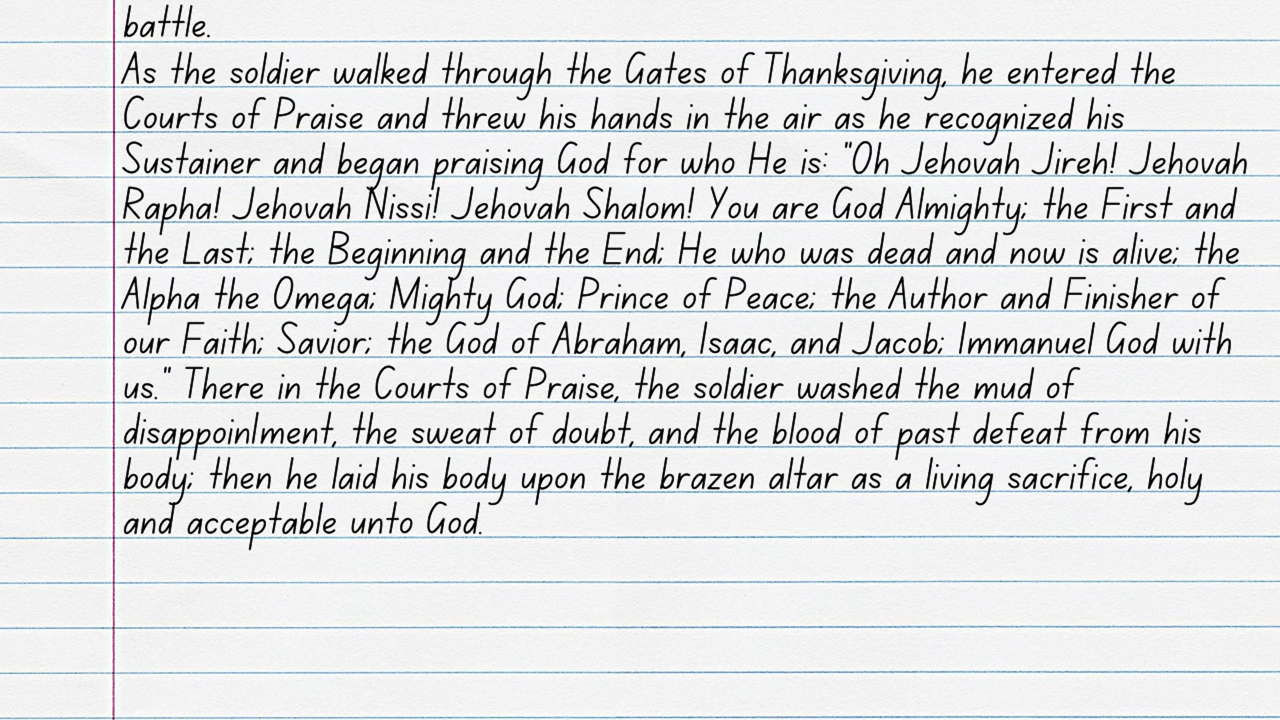 battle.
As the soldier walked through the Gates of Thanksgiving, he entered the
Courts of Praise and threw his hands in the air as he recognized his
Sustainer and began praising God for who He is: "Oh Jehovah Jireh! Jehovah
Rapha! Jehovah Nissi! Jehovah Shalom! You are God Almighty; the First and
the Last; the Beginning and the End; He who was dead and now is alive; the
Alpha the Omega; Mighty God; Prince of Peace; the Author and Finisher of
our Faith; Savior; the God of Abraham, Isaac, and Jacob; Immanuel God with
us." There in the Courts of Praise, the soldier washed the mud of
disappoinlment, the sweat of doubt, and the blood of past defeat from his
body; then he laid his body upon the brazen altar as a living sacrifice, holy
and acceptable unto God.